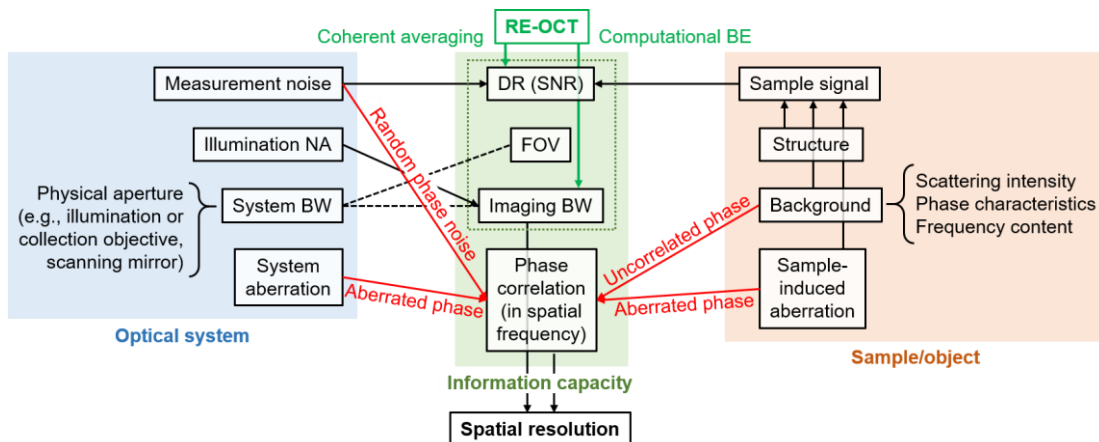 RE-OCT
Coherent averaging
Computational BE
Measurement noise
DR (SNR)
Sample signal
Random phase noise
Illumination NA
FOV
Structure
Physical aperture
(e.g., illumination or
collection objective,
scanning mirror)
System BW
Imaging BW
Background
Scattering intensity
Phase characteristics
Frequency content
Uncorrelated phase
System
aberration
Aberrated phase
Phase
correlation
(in spatial
frequency)
Aberrated phase
Sample-
induced
aberration
Optical system
Sample/object
Information capacity
Spatial resolution